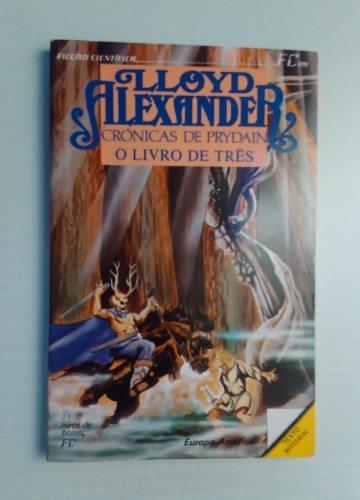 FICÇÃO CIENTÍFICA
FC
LLOYD
ALEXANDER
CRÓNICAS DE PRYDAIN
O LIVRO DE TRÊS
livros de
bolso
FC
Europa-América
TEXTO
INTEGRAL